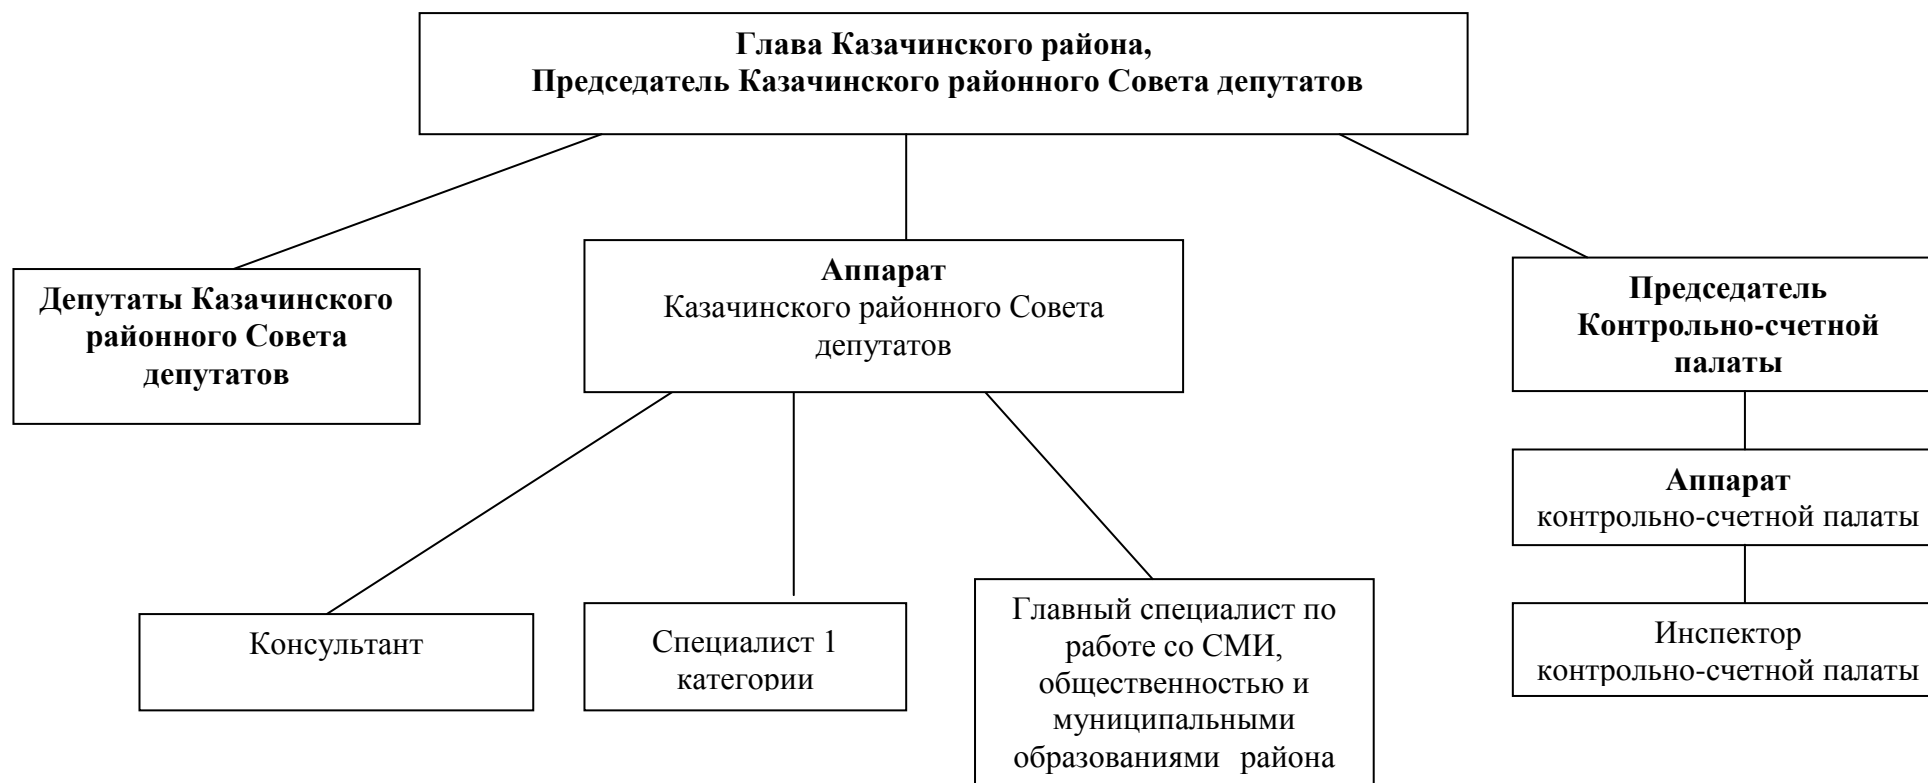 Глава Казачинского района,
Председатель Казачинского районного Совета депутатов
Депутаты Казачинского
районного Совета
депутатов
Аппарат
Казачинского районного Совета
депутатов
Председатель
Контрольно-счетной
палаты
Аппарат
контрольно-счетной палаты
Консультант
Специалист 1
категории
Главный специалист по
работе со СМИ,
общественностью и
муниципальными
образованиями района
Инспектор
контрольно-счетной палаты